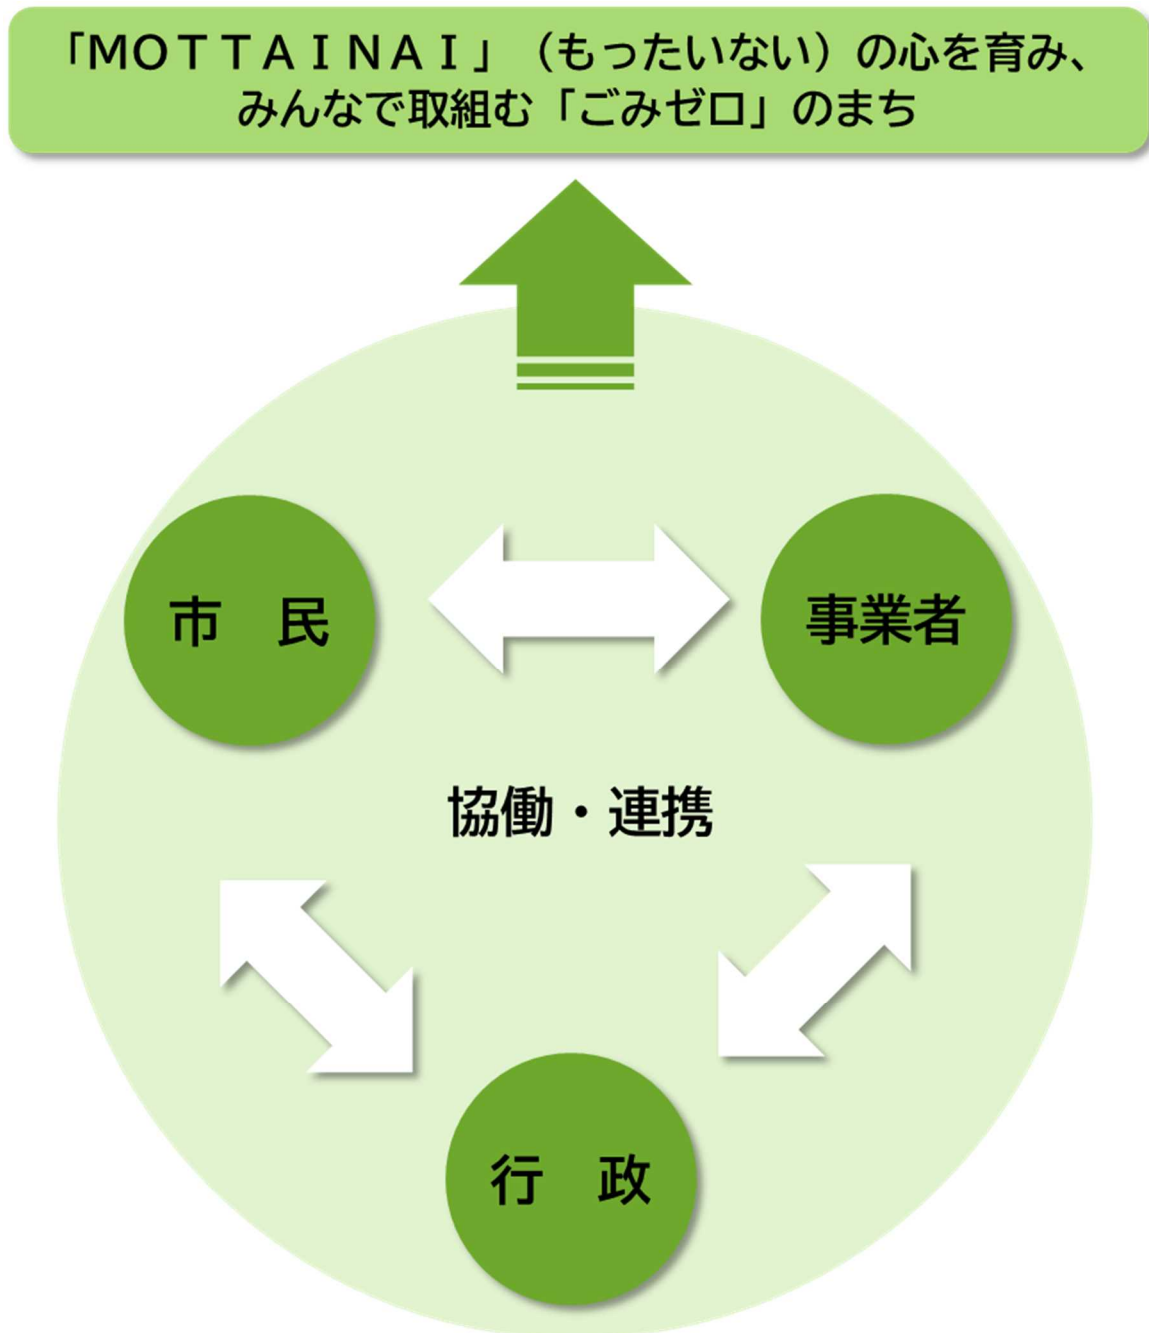 「ＭＯＴＴＡＩＮＡＩ」（もったいない）の心を育み、
みんなで取組む「ごみゼロ」のまち
市　民
事業者
協働・連携
行　政